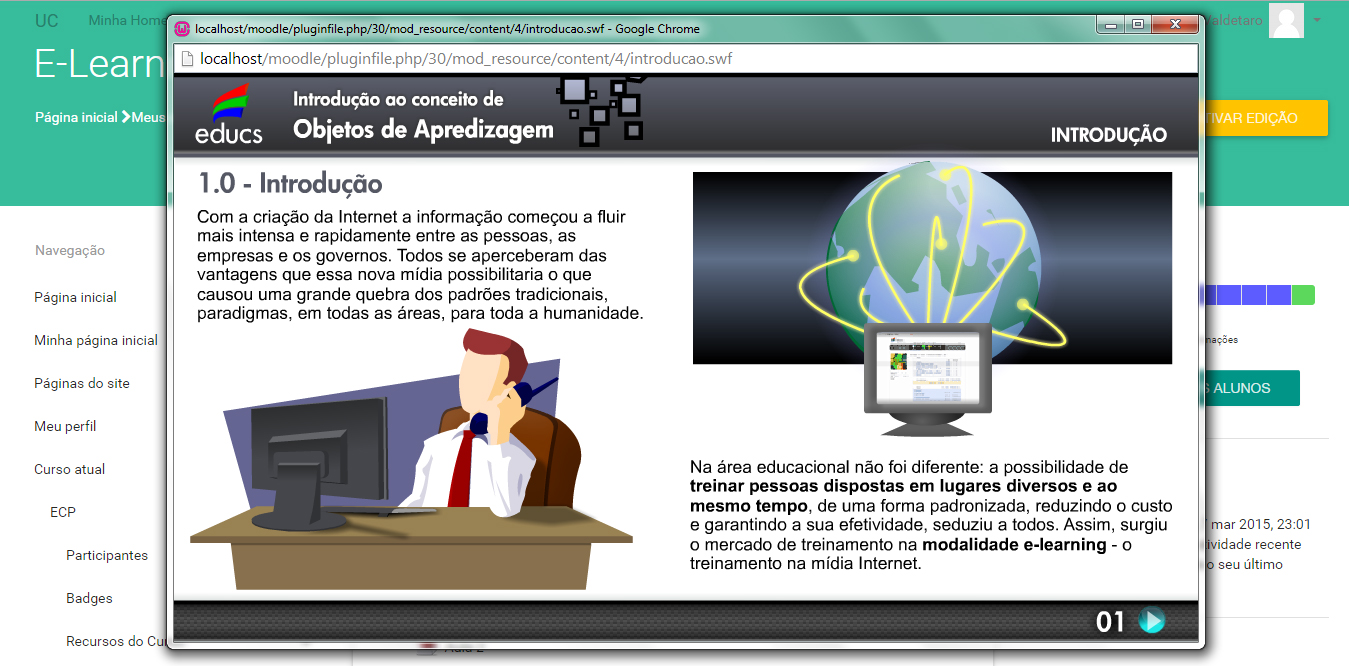 UC Minha Home
E-Learn
Página inicial Meus
Valdetaro
TIVAR EDIÇÃO
localhost/moodle/pluginfile.php/30/mod_resource/content/4/introducao.swf - Google Chrome
localhost/moodle/pluginfile.php/30/mod_resource/content/4/introducao.swf
educs
Introdução ao conceito de
Objetos de Apredizagem
INTRODUÇÃO
1.0 - Introdução
Com a criação da Internet a informação começou a fluir
mais intensa e rapidamente entre as pessoas, as
empresas e os governos. Todos se aperceberam das
vantagens que essa nova mídia possibilitaria o que
causou uma grande quebra dos padrões tradicionais,
paradigmas, em todas as áreas, para toda a humanidade.
Na área educacional não foi diferente: a possibilidade de
treinar pessoas dispostas em lugares diversos e ao
mesmo tempo, de uma forma padronizada, reduzindo o custo
e garantindo a sua efetividade, seduziu a todos. Assim, surgiu
o mercado de treinamento na modalidade e-learning - o
treinamento na mídia Internet.
01
Navegação
Página inicial
Minha página inicial
Páginas do site
Meu perfil
Curso atual
ECP
Participantes
Badges
Recursos do Cu
mações
S ALUNOS
mar 2015, 23:01
ividade recente
o seu último